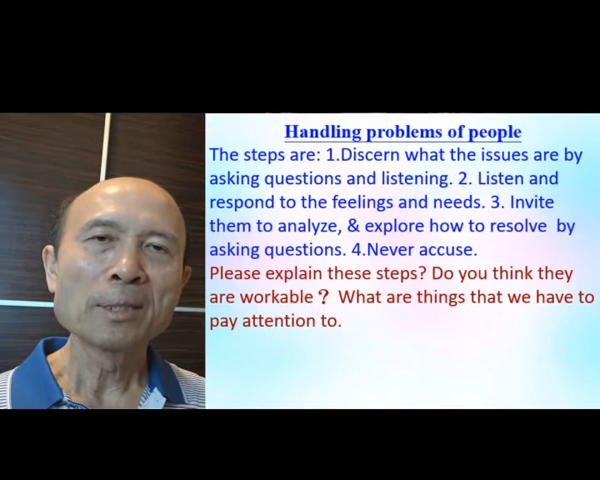 Handling problems of people
The steps are: 1.Discern what the issues are by
asking questions and listening. 2. Listen and
respond to the feelings and needs. 3. Invite
them to analyze, & explore how to resolve by
asking questions. 4.Never accuse.
Please explain these steps? Do you think they
are workable？ What are things that we have to
pay attention to.